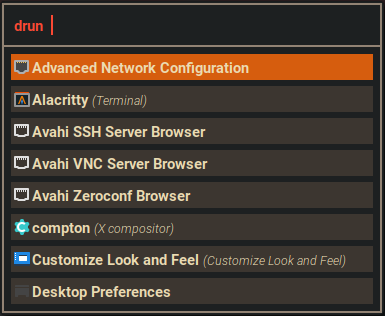 drun
Advanced Network Configuration
Alacritty (Terminal)
Avahi SSH Server Browser
Avahi VNC Server Browser
Avahi Zeroconf Browser
compton (X compositor)
Customize Look and Feel (Customize Look and Feel)
Desktop Preferences